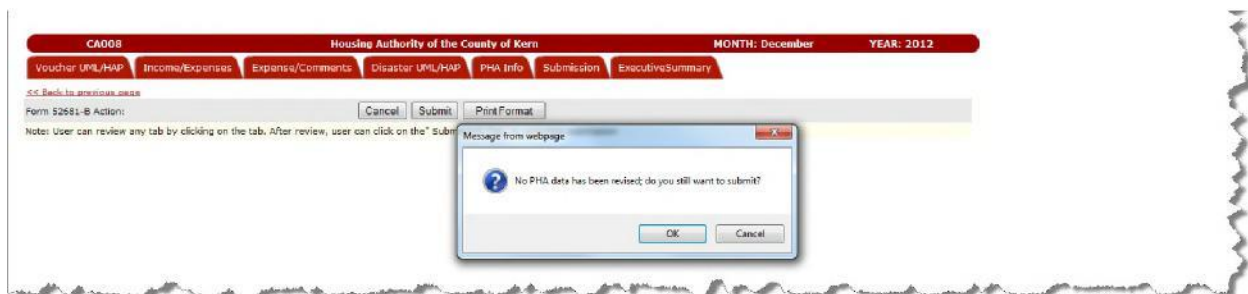 CA008 Housing Authority of the County of Kern MONTH: December YEAR: 2012
Voucher UML/HAP Income/Expenses Expense/Comments Disaster UML/HAP PHA Info Submission ExecutiveSummary
<< Back to previous page
Form 52681-B Action: Cancel Submit Print Format
Note: User can review any tab by clicking on the tab. After review, user can click on the" Subm
Message from webpage
No PHA data has been revised; do you still want to submit?
OK Cancel